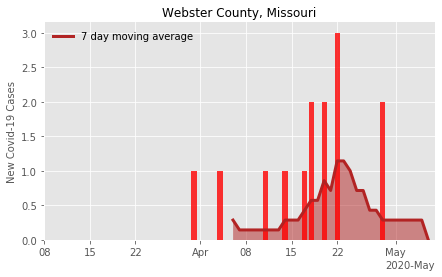 Webster County, Missouri
7 day moving average
New Covid-19 Cases
3.0
2.5
2.0
1.5
1.0
0.5
0.0
08 15 22 Apr 08 15 22 May
2020-May